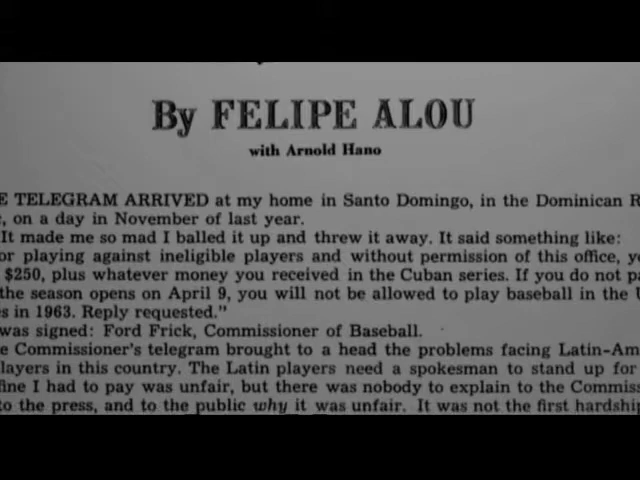 By FELIPE ALOU
with Arnold Hano
E TELEGRAM ARRIVED at my home in Santo Domingo, in the Dominican R
, on a day in November of last year.
It made me so mad I balled it up and threw it away. It said something like:
or playing against ineligible players and without permission of this office, y
$250, plus whatever money you received in the Cuban series. If you do not pa
the season opens on April 9, you will not be allowed to play baseball in the U
es in 1963. Reply requested."
was signed: Ford Frick, Commissioner of Baseball.
e Commissioner's telegram brought to a head the problems facing Latin-Am
layers in this country. The Latin players need a spokesman to stand up for
fine I had to pay was unfair, but there was nobody to explain to the Commiss
to the press, and to the public why it was unfair. It was not the first hardship